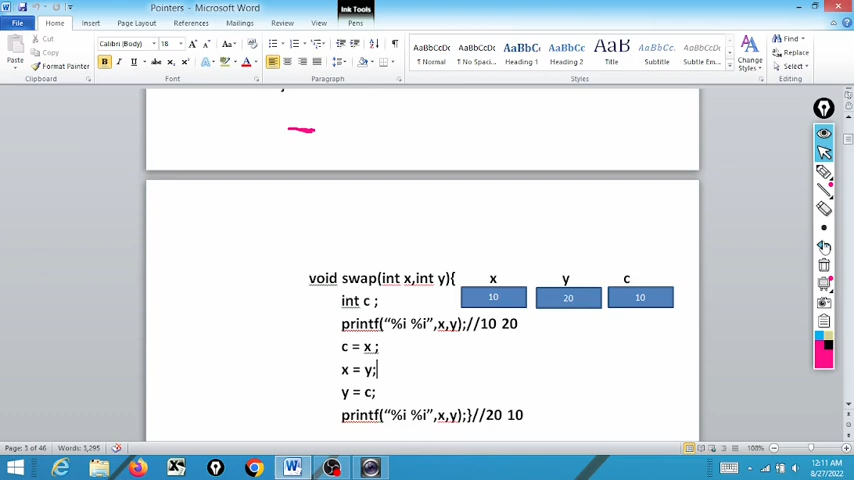 Pointers - Microsoft Word
Ink Tools
File Home Insert Page Layout References Mailings Review View Pens
Cut
Copy
Paste
Format Painter
Clipboard
Calibri (Body) 18
Font
Paragraph
AaBbCcDc AaBbCcDc AaBbC( AaBbCc AaB AaBbCc. AaBbCcDc
¶ Normal ¶ No Spaci... Heading 1 Heading 2 Title Subtitle Subtle Em...
Change Styles
Styles
Find
Replace
Select
Editing
void swap(int x,int y){ x y c
int c ; 10 20 10
printf(“%i %i”,x,y);//10 20
c = x ;
x = y;
y = c;
printf(“%i %i”,x,y);}//20 10
Page: 3 of 46 Words: 3,295 108%
12:11 AM
8/27/2022